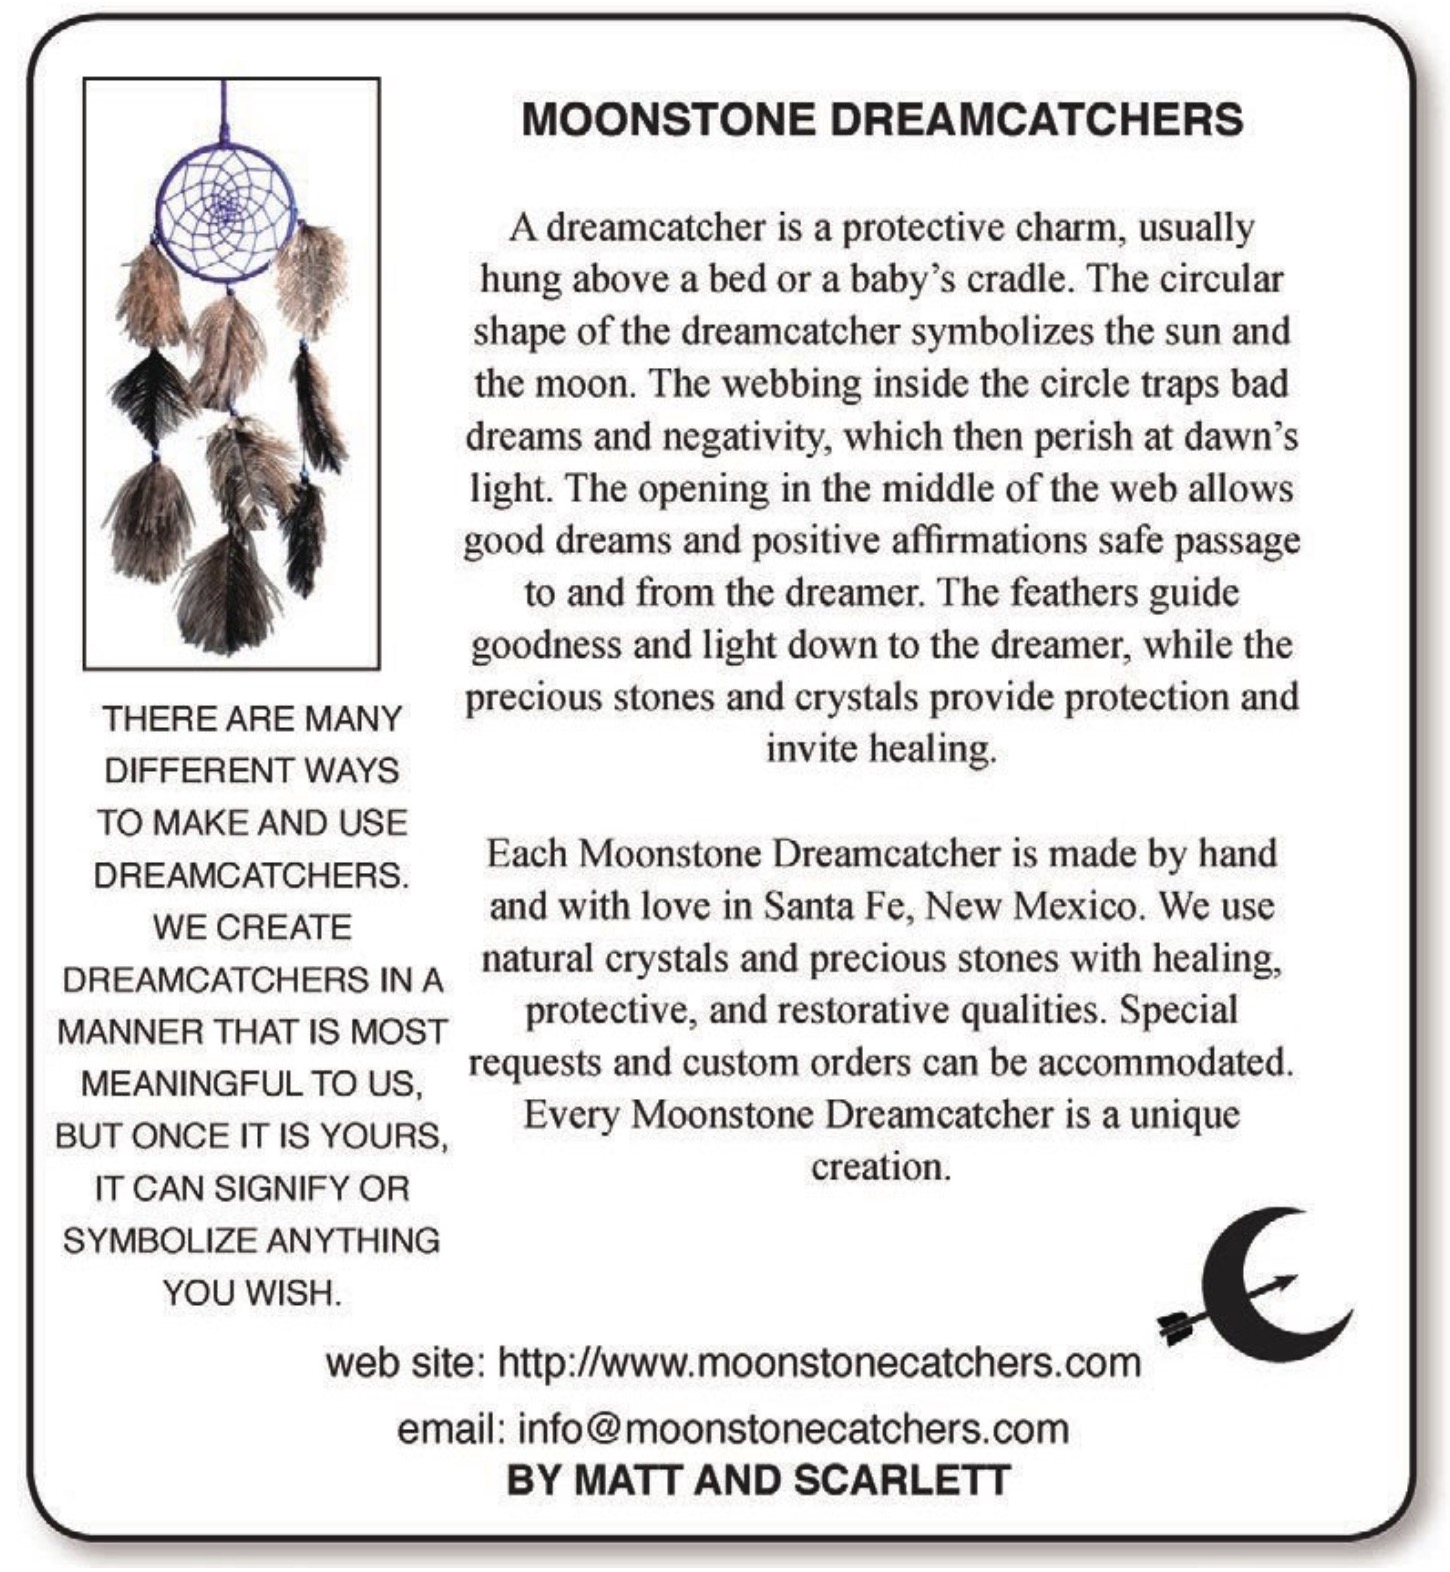 MOONSTONE DREAMCATCHERS
A dreamcatcher is a protective charm, usually
hung above a bed or a baby’s cradle. The circular
shape of the dreamcatcher symbolizes the sun and
the moon. The webbing inside the circle traps bad
dreams and negativity, which then perish at dawn’s
light. The opening in the middle of the web allows
good dreams and positive affirmations safe passage
to and from the dreamer. The feathers guide
goodness and light down to the dreamer, while the
precious stones and crystals provide protection and
invite healing.
Each Moonstone Dreamcatcher is made by hand
and with love in Santa Fe, New Mexico. We use
natural crystals and precious stones with healing,
protective, and restorative qualities. Special
requests and custom orders can be accommodated.
Every Moonstone Dreamcatcher is a unique
creation.
THERE ARE MANY
DIFFERENT WAYS
TO MAKE AND USE
DREAMCATCHERS.
WE CREATE
DREAMCATCHERS IN A
MANNER THAT IS MOST
MEANINGFUL TO US,
BUT ONCE IT IS YOURS,
IT CAN SIGNIFY OR
SYMBOLIZE ANYTHING
YOU WISH.
web site: http://www.moonstonecatchers.com
email: info@moonstonecatchers.com
BY MATT AND SCARLETT